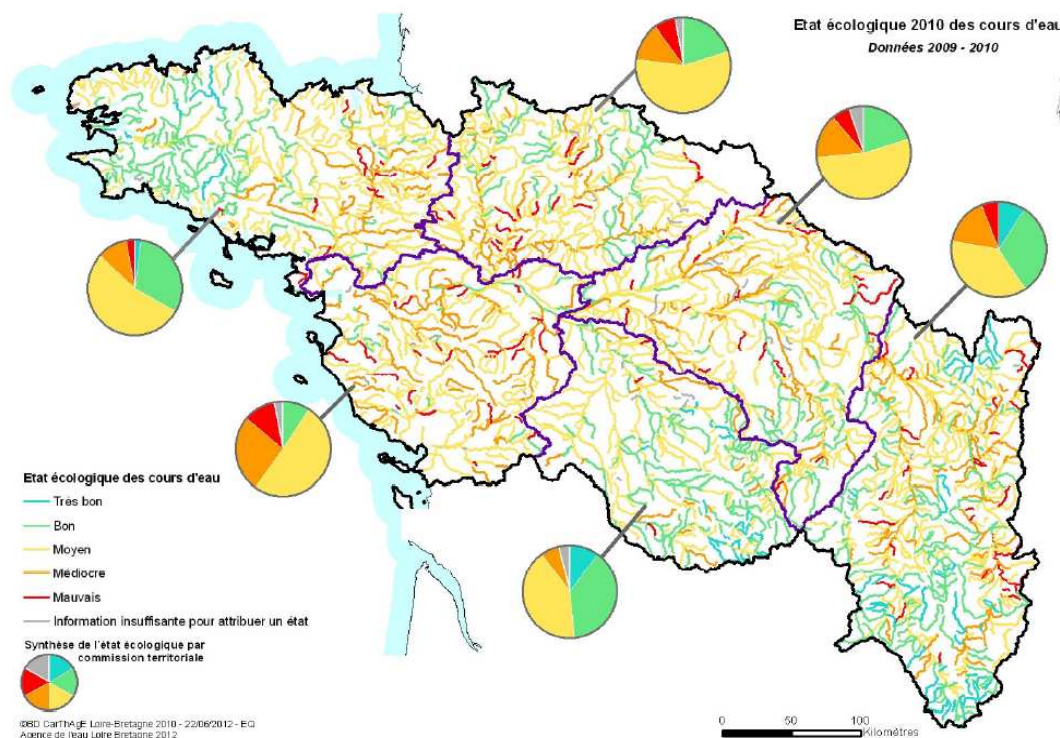 Etat écologique 2010 des cours d'eau
Données 2009 - 2010
Etat écologique des cours d'eau
Très bon
Bon
Moyen
Médiocre
Mauvais
Information insuffisante pour attribuer un état
Synthèse de l'état écologique par
commission territoriale
©BD CarThAgE Loire-Bretagne 2010 - 22/06/2012 - EQ
Agence de l'eau Loire Bretagne 2012
0 50 100
Kilomètres